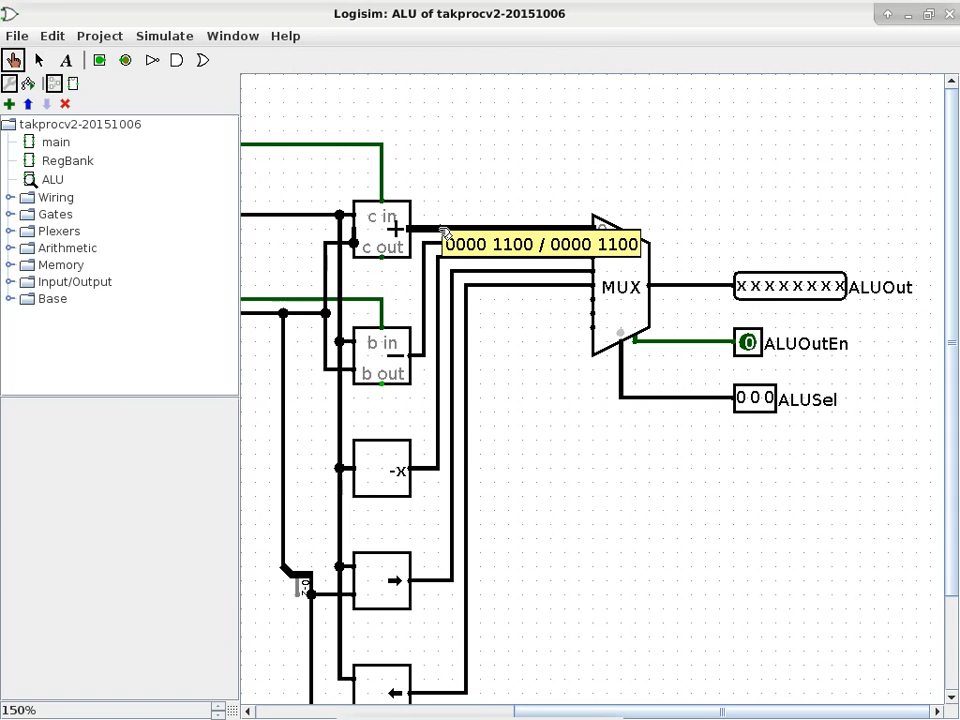 Logisim: ALU of takprocv2-20151006
File Edit Project Simulate Window Help
A
takprocv2-20151006
main
RegBank
ALU
Wiring
Gates
Plexers
Arithmetic
Memory
Input/Output
Base
150%
c in
+
c out
0000 1100 / 0000 1100
b in
b out
-x
0-2
MUX
x x x x x x x x ALUOut
0 ALUOutEn
0 0 0 ALUSel